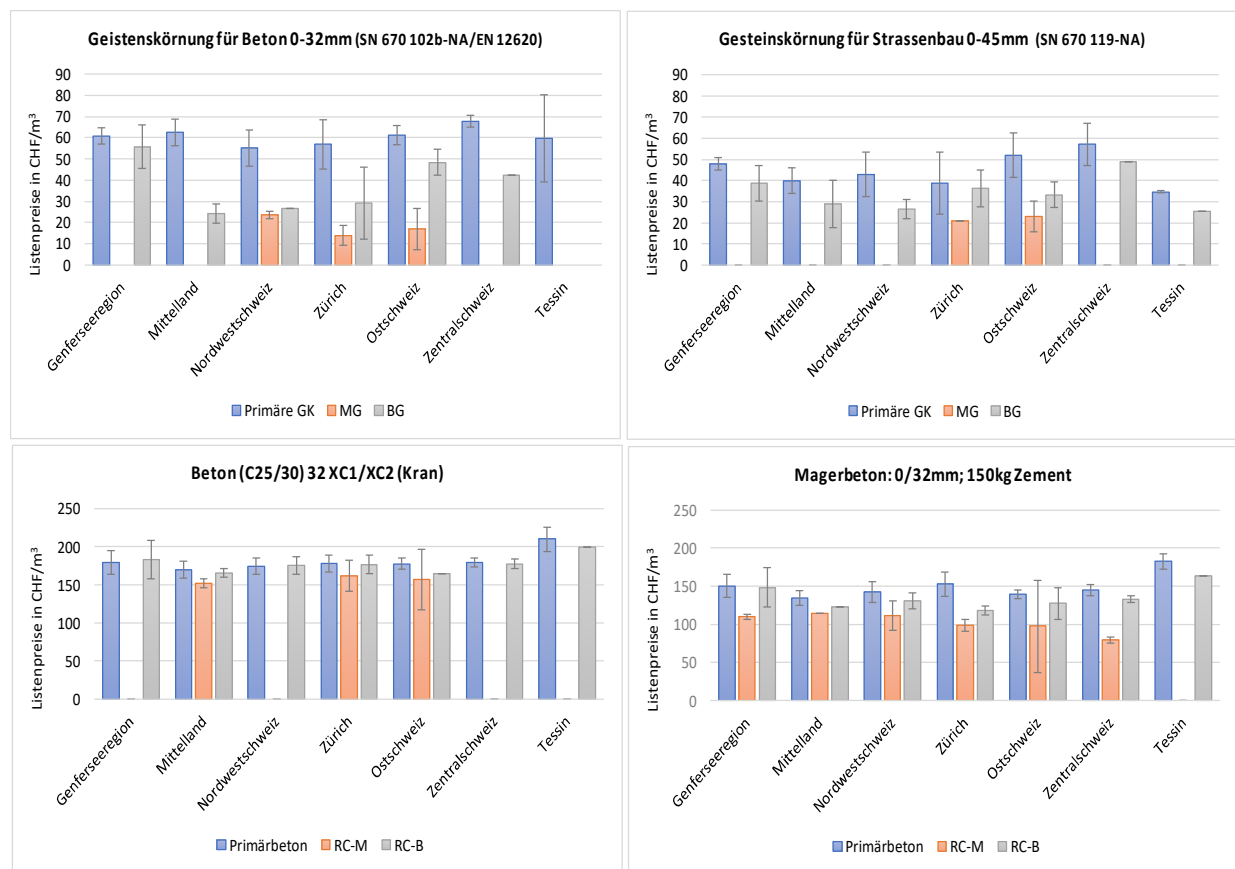 Geistenskörnung für Beton 0-32mm (SN 670 102b-NA/EN 12620)
Listenpreise in CHF/m³
90
80
70
60
50
40
30
20
10
0
Genferseeregion
Mittelland
Nordwestschweiz
Zürich
Ostschweiz
Zentralschweiz
Tessin
Primäre GK MG BG
Gesteinskörnung für Strassenbau 0-45mm (SN 670 119-NA)
Listenpreise in CHF/m³
90
80
70
60
50
40
30
20
10
0
Genferseeregion
Mittelland
Nordwestschweiz
Zürich
Ostschweiz
Zentralschweiz
Tessin
Primäre GK MG BG
Beton (C25/30) 32 XC1/XC2 (Kran)
Listenpreise in CHF/m³
250
200
150
100
50
0
Genferseeregion
Mittelland
Nordwestschweiz
Zürich
Ostschweiz
Zentralschweiz
Tessin
Primärbeton RC-M RC-B
Magerbeton: 0/32mm; 150kg Zement
Listenpreise in CHF/m³
250
200
150
100
50
0
Genferseeregion
Mittelland
Nordwestschweiz
Zürich
Ostschweiz
Zentralschweiz
Tessin
Primärbeton RC-M RC-B